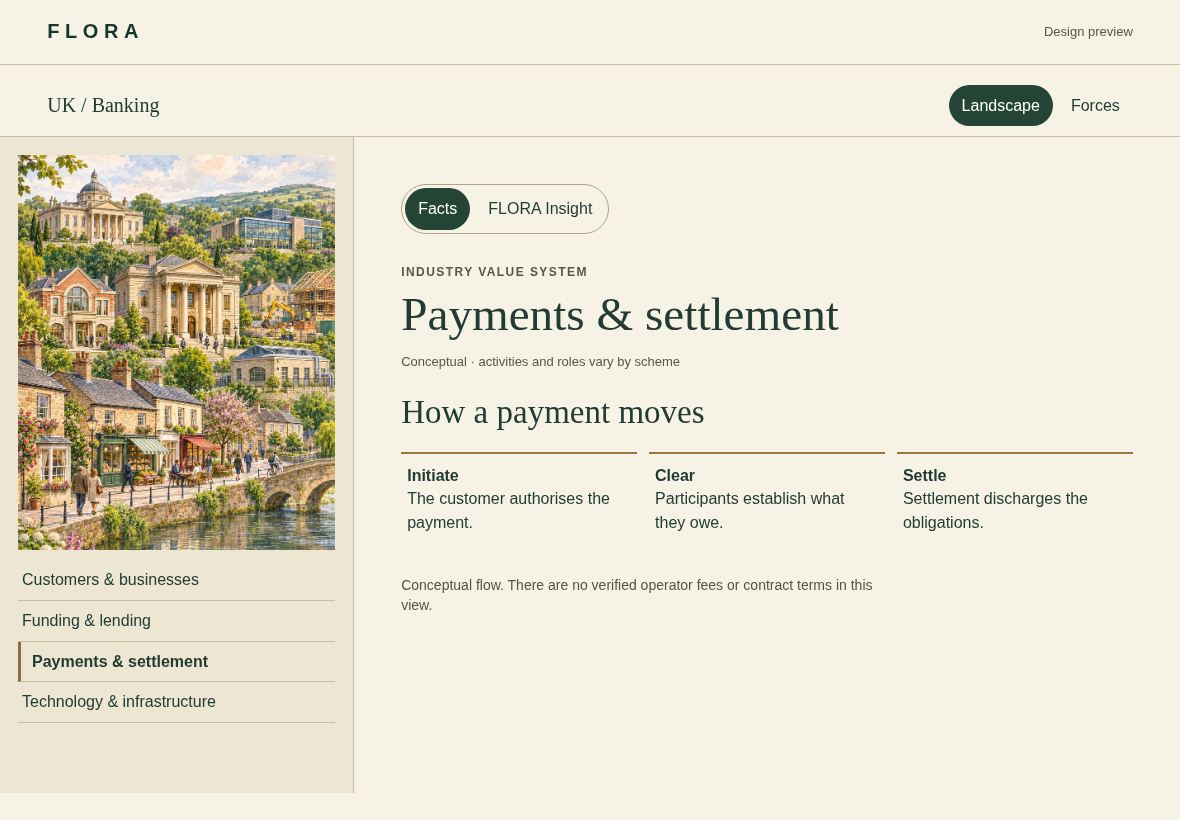 FLORA
Design preview
UK / Banking
Landscape
Forces
Customers & businesses
Funding & lending
Payments & settlement
Technology & infrastructure
Facts
FLORA Insight
INDUSTRY VALUE SYSTEM
Payments & settlement
Conceptual · activities and roles vary by scheme
How a payment moves
Initiate
The customer authorises the
payment.
Clear
Participants establish what
they owe.
Settle
Settlement discharges the
obligations.
Conceptual flow. There are no verified operator fees or contract terms in this
view.